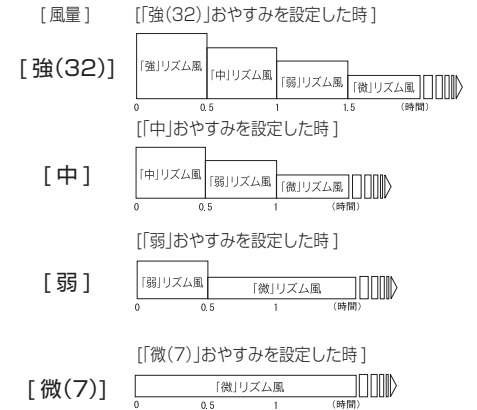 [ 風量 ]
[｢強(32)｣おやすみを設定した時 ]
[ 強(32)]
｢強｣リズム風
｢中｣リズム風
｢弱｣リズム風
｢微｣リズム風
0 0.5 1 1.5 (時間)
[｢中｣おやすみを設定した時 ]
[ 中 ]
｢中｣リズム風
｢弱｣リズム風
｢微｣リズム風
0 0.5 1 (時間)
[｢弱｣おやすみを設定した時 ]
[ 弱 ]
｢弱｣リズム風
｢微｣リズム風
0 0.5 1 (時間)
[｢微(7)｣おやすみを設定した時 ]
[ 微(7)]
｢微｣リズム風
0 0.5 1 (時間)